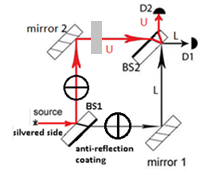 D2
mirror 2
U
U
L
BS2
D1
L
source
BS1
silvered side
anti-reflection
coating
mirror 1